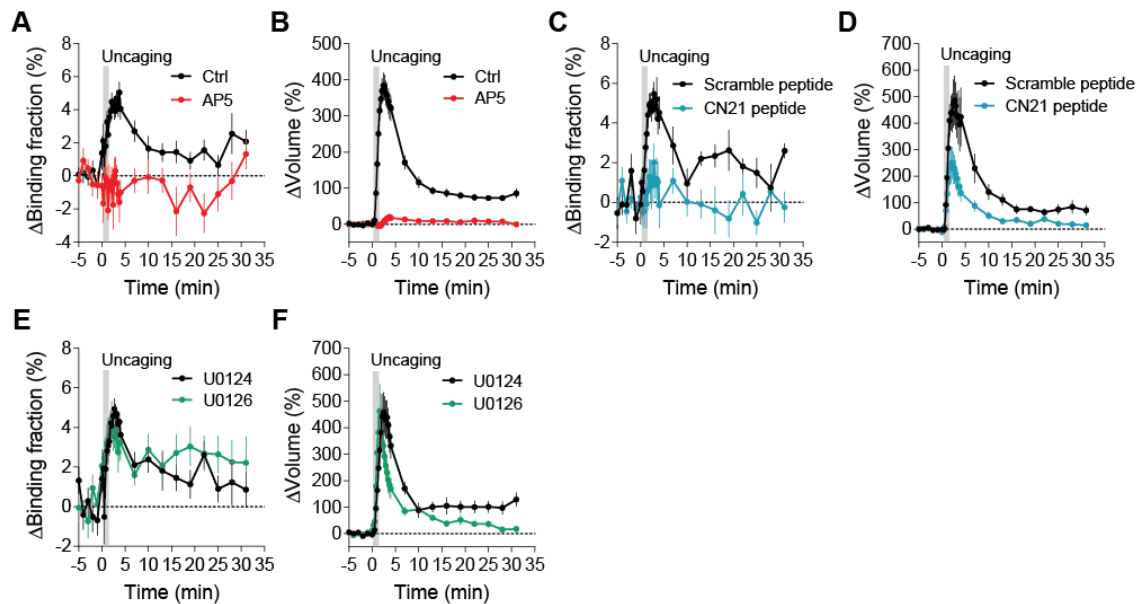 A
ΔBinding fraction (%)
8
6
4
2
0
-2
-4
Uncaging
Ctrl
AP5
-5 0 5 10 15 20 25 30 35
Time (min)
B
ΔVolume (%)
500
400
300
200
100
0
Uncaging
Ctrl
AP5
-5 0 5 10 15 20 25 30 35
Time (min)
C
ΔBinding fraction (%)
8
6
4
2
0
-2
Uncaging
Scramble peptide
CN21 peptide
-5 0 5 10 15 20 25 30 35
Time (min)
D
ΔVolume (%)
700
600
500
400
300
200
100
0
Uncaging
Scramble peptide
CN21 peptide
-5 0 5 10 15 20 25 30 35
Time (min)
E
ΔBinding fraction (%)
8
6
4
2
0
-2
Uncaging
U0124
U0126
-5 0 5 10 15 20 25 30 35
Time (min)
F
ΔVolume (%)
700
600
500
400
300
200
100
0
Uncaging
U0124
U0126
-5 0 5 10 15 20 25 30 35
Time (min)